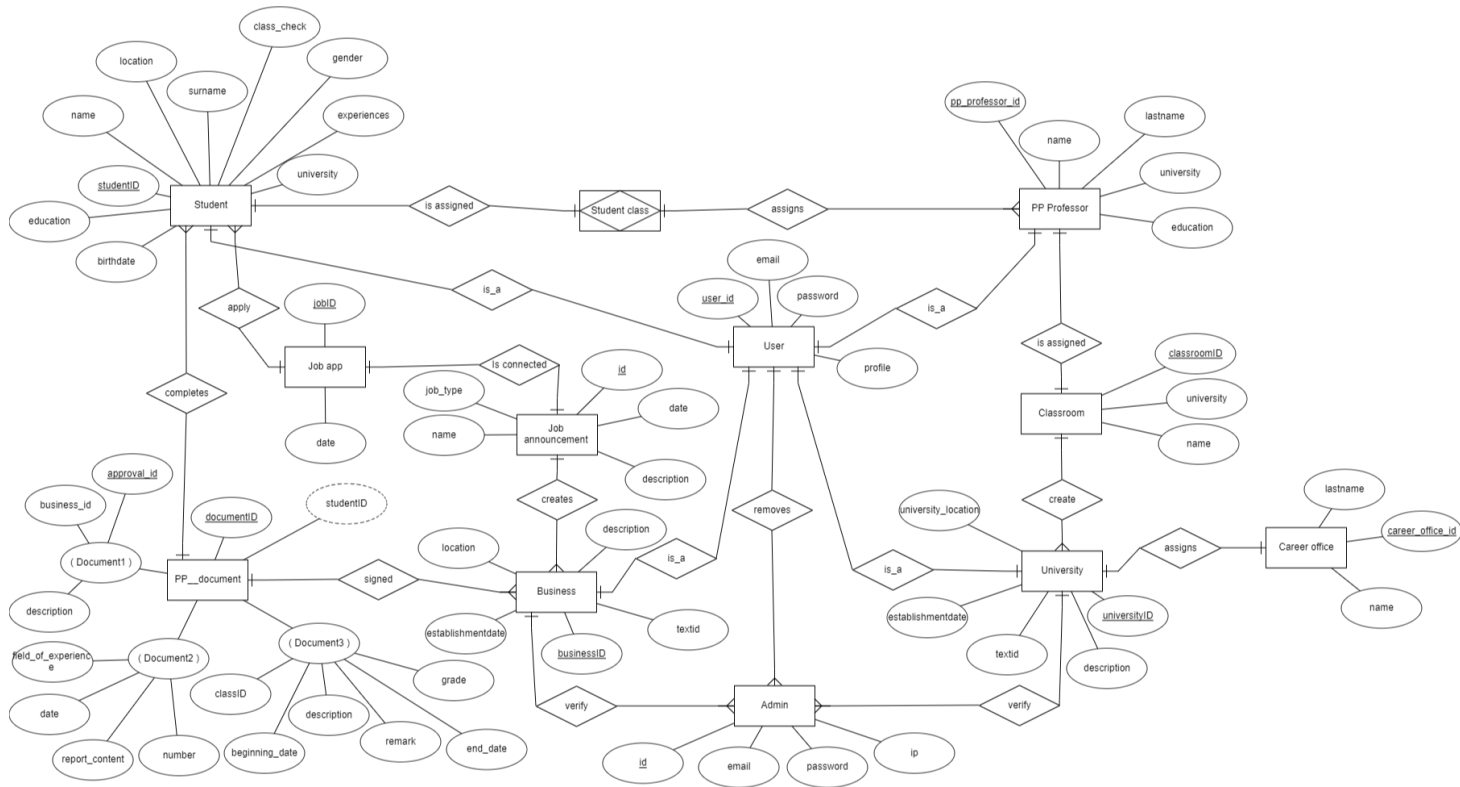 class_check
location
gender
surname
name
experiences
studentID
university
Student
education
birthdate
is assigned
Student class
assigns
pp_professor_id
lastname
name
university
PP Professor
education
is_a
apply
jobID
Job app
date
is connected
completes
email
user_id
password
User
profile
is_a
is assigned
classroomID
university
Classroom
name
id
job_type
date
name
Job
announcement
description
creates
removes
create
lastname
career_office_id
Career office
name
assigns
approval_id
business_id
documentID
studentID
( Document1 )
PP__document
description
signed
location
description
Business
is_a
establishmentdate
businessID
textid
is_a
university_location
University
establishmentdate
universityID
textid
description
field_of_experienc
e
( Document2 )
date
report_content
number
( Document3 )
classID
grade
description
beginning_date
remark
end_date
verify
Admin
verify
id
email
password
ip